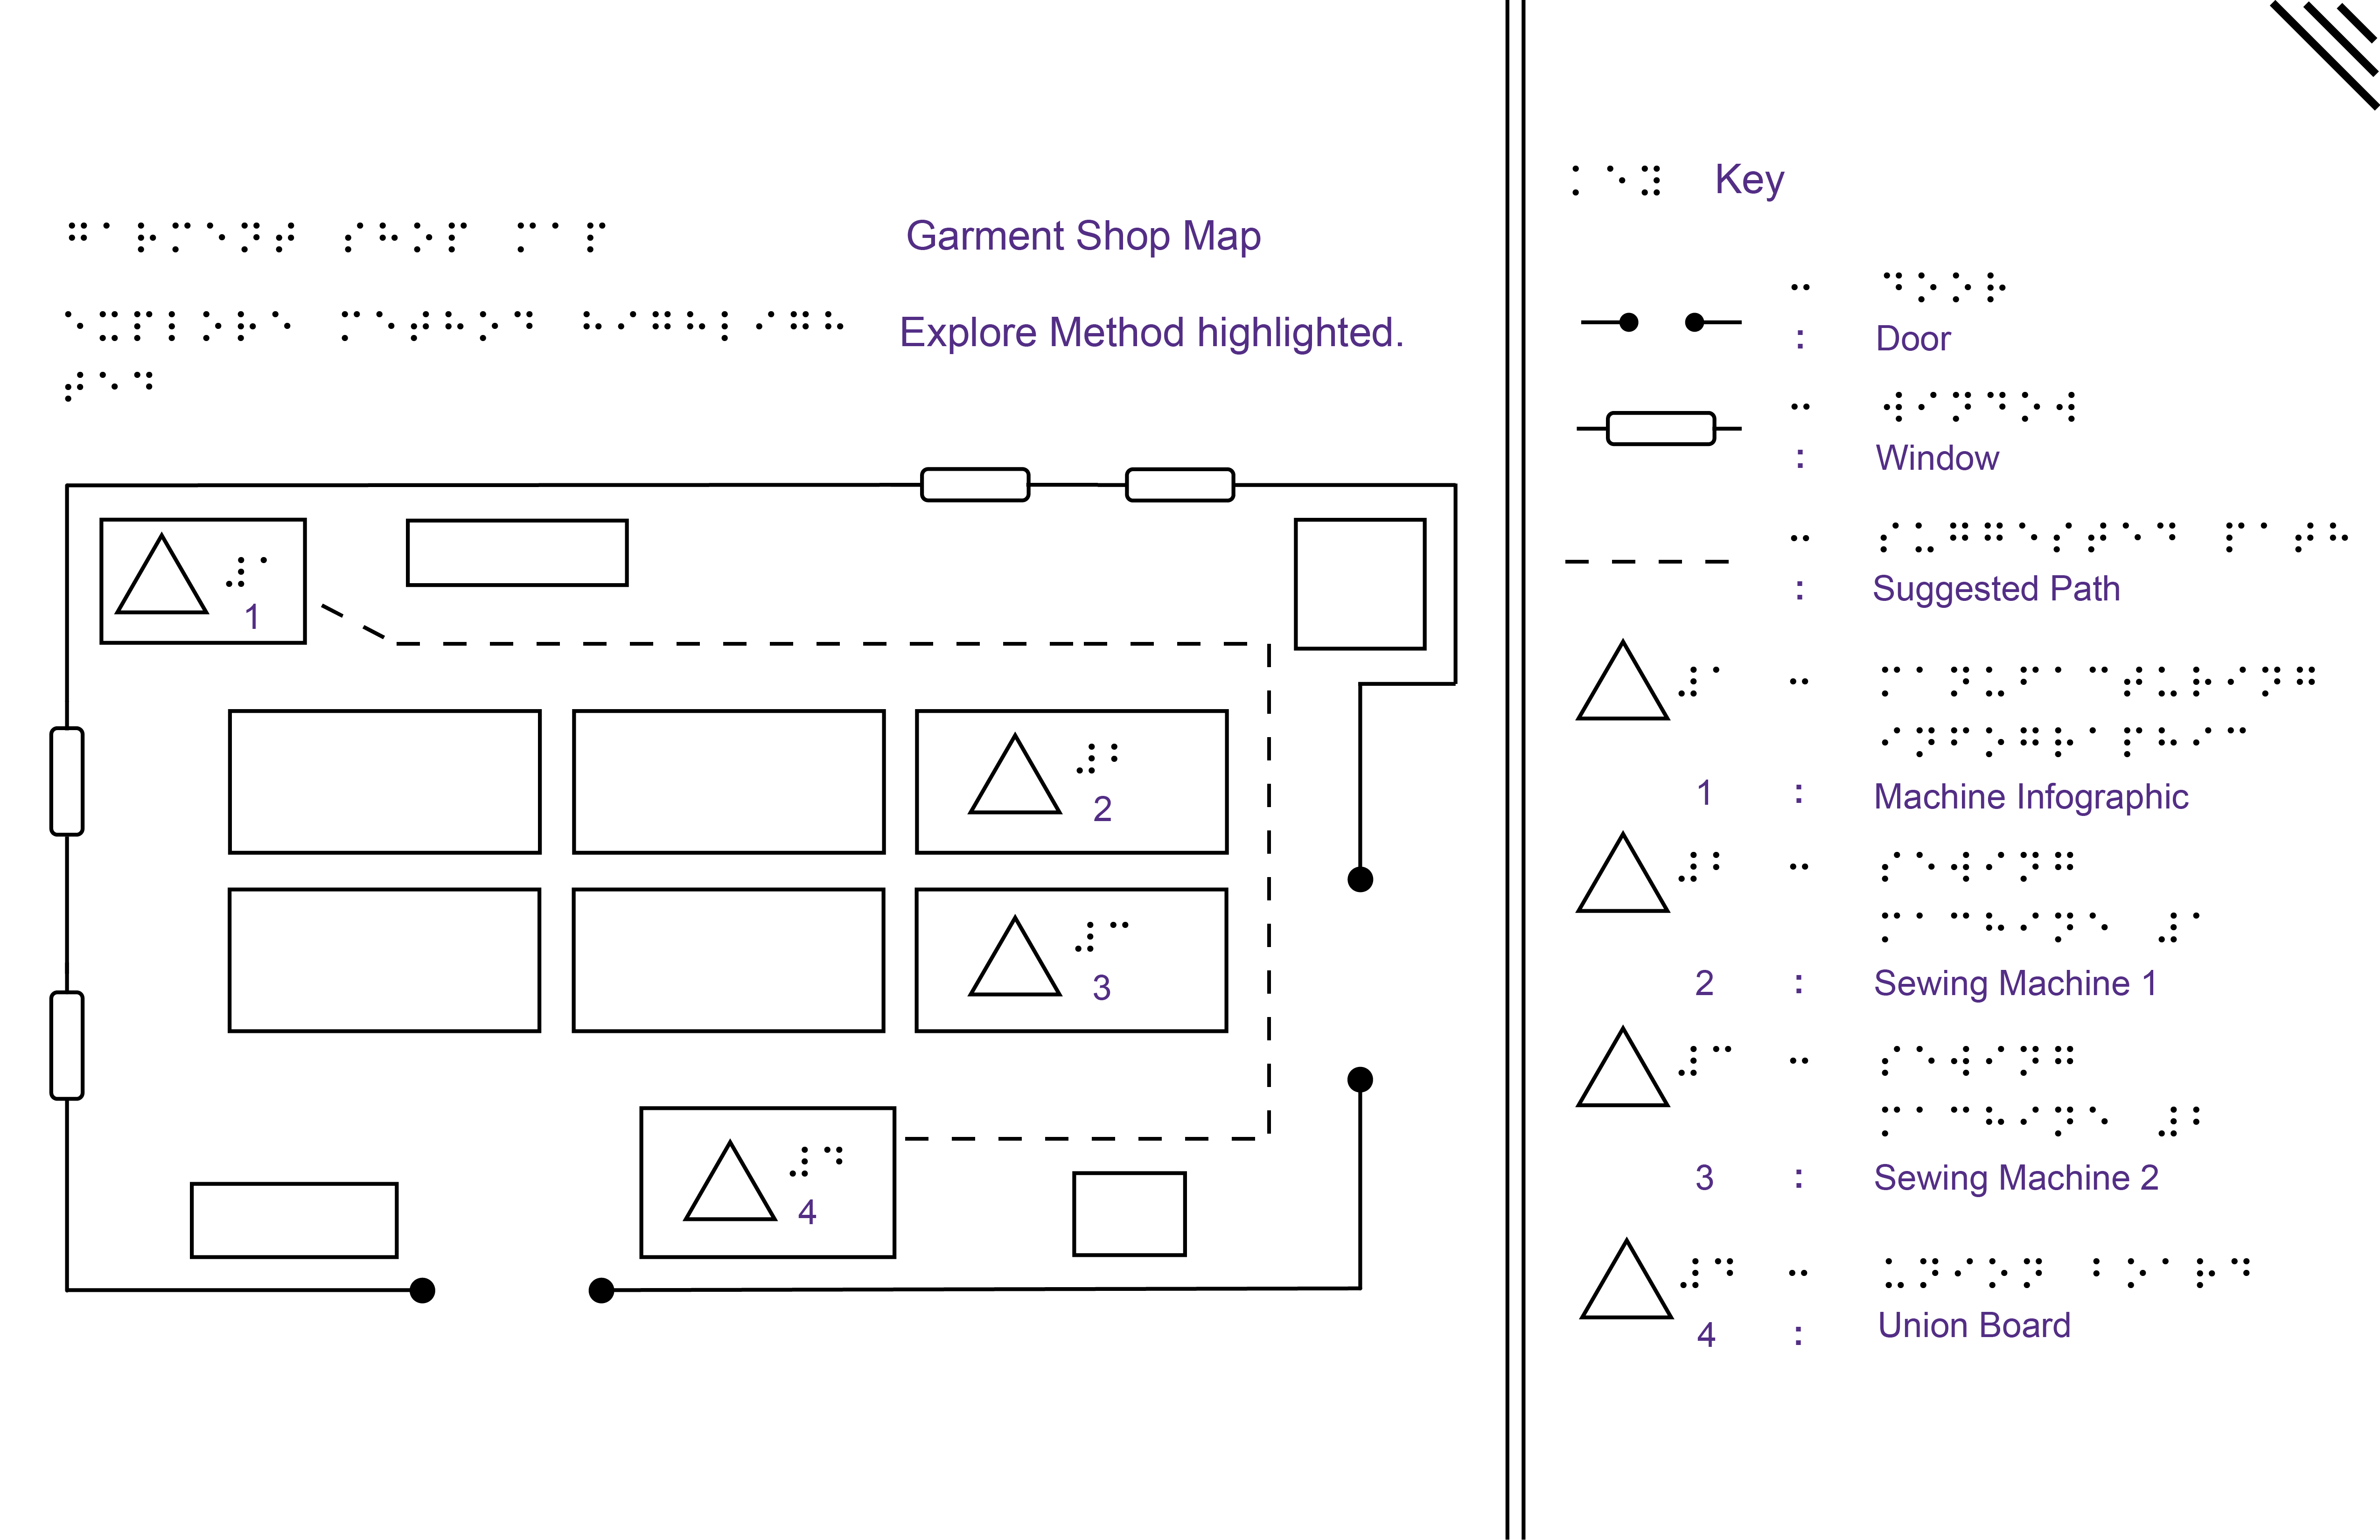 ⠛⠁⠗⠍⠑⠝⠞ ⠎⠓⠕⠏ ⠍⠁⠏ Garment Shop Map
⠑⠭⠏⠇⠕⠗⠑ ⠍⠑⠞⠓⠕⠙ ⠓⠊⠛⠓⠇⠊⠛⠓ Explore Method highlighted.
⠞⠑⠙
⠼⠁
1
⠼⠃
2
⠼⠉
3
⠼⠙
4
⠅⠑⠽ Key
⠒ ⠙⠕⠕⠗
: Door
⠒ ⠺⠊⠝⠙⠕⠺
: Window
⠒ ⠎⠥⠛⠛⠑⠎⠞⠑⠙ ⠏⠁⠞⠓
: Suggested Path
⠼⠁ ⠒ ⠍⠁⠝⠥⠋⠁⠉⠞⠥⠗⠊⠝⠛
⠊⠝⠋⠕⠛⠗⠁⠏⠓⠊⠉
1 : Machine Infographic
⠼⠃ ⠒ ⠎⠑⠺⠊⠝⠛
⠍⠁⠉⠓⠊⠝⠑ ⠼⠁
2 : Sewing Machine 1
⠼⠉ ⠒ ⠎⠑⠺⠊⠝⠛
⠍⠁⠉⠓⠊⠝⠑ ⠼⠃
3 : Sewing Machine 2
⠼⠙ ⠒ ⠥⠝⠊⠕⠝ ⠃⠕⠁⠗⠙
4 : Union Board